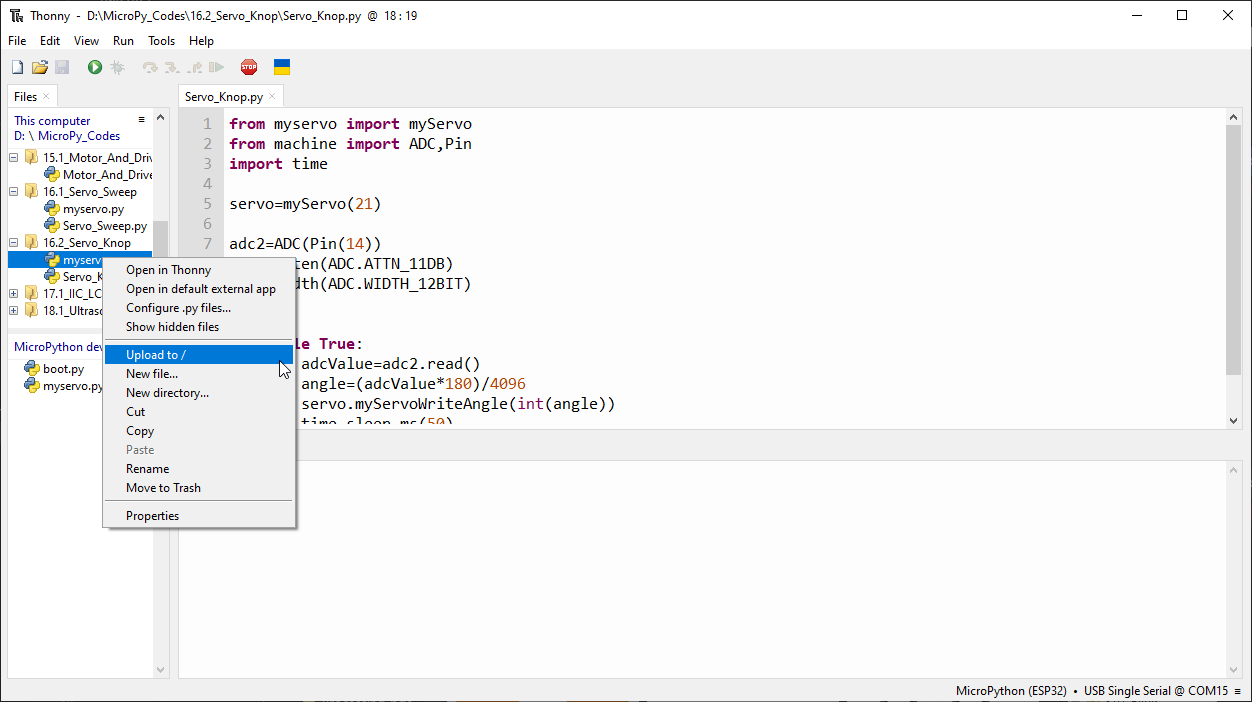 Thonny - D:\MicroPy_Codes\16.2_Servo_Knop\Servo_Knop.py @ 18 : 19
File Edit View Run Tools Help
STOP
Files
This computer
D: \ MicroPy_Codes
15.1_Motor_And_Driv
Motor_And_Drive
16.1_Servo_Sweep
myservo.py
Servo_Sweep.py
16.2_Servo_Knop
myserv
Servo_K
17.1_IIC_LC
18.1_Ultraso
MicroPython dev
boot.py
myservo.py
Open in Thonny
Open in default external app
Configure .py files...
Show hidden files
Upload to /
New file...
New directory...
Cut
Copy
Paste
Rename
Move to Trash
Properties
Servo_Knop.py
1 from myservo import myServo
2 from machine import ADC,Pin
3 import time
4
5 servo=myServo(21)
6
7 adc2=ADC(Pin(14))
ten(ADC.ATTN_11DB)
dth(ADC.WIDTH_12BIT)
le True:
adcValue=adc2.read()
angle=(adcValue*180)/4096
servo.myServoWriteAngle(int(angle))
time.sleep_ms(50)
MicroPython (ESP32) • USB Single Serial @ COM15 ≡